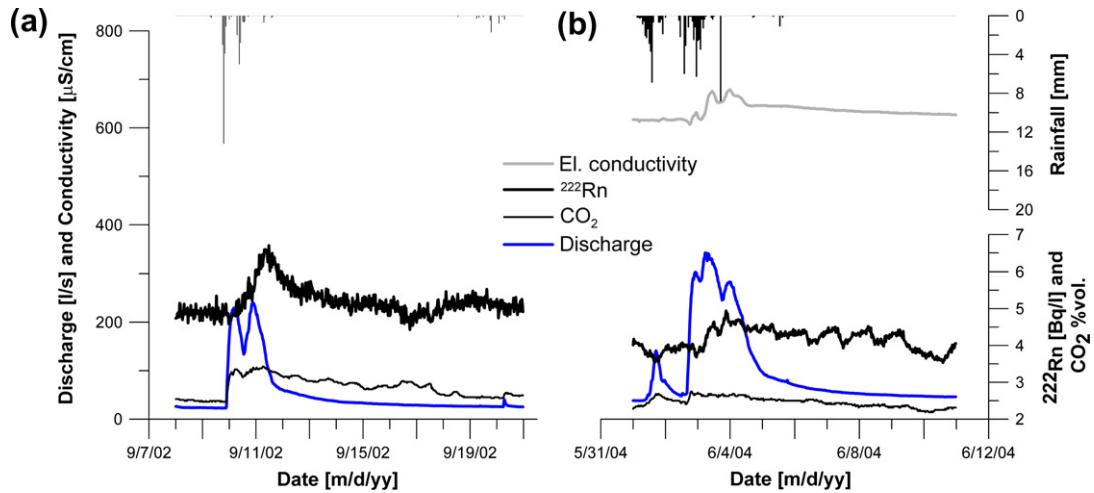 (a)
(b)
Discharge [l/s] and Conductivity [µS/cm]
800
600
400
200
0
9/7/02
9/11/02
9/15/02
9/19/02
Date [m/d/yy]
El. conductivity
²²²Rn
CO₂
Discharge
5/31/04
6/4/04
6/8/04
6/12/04
Date [m/d/yy]
0
4
8
12
16
20
Rainfall [mm]
7
6
5
4
3
2
²²²Rn [Bq/l] and
CO₂ %vol.